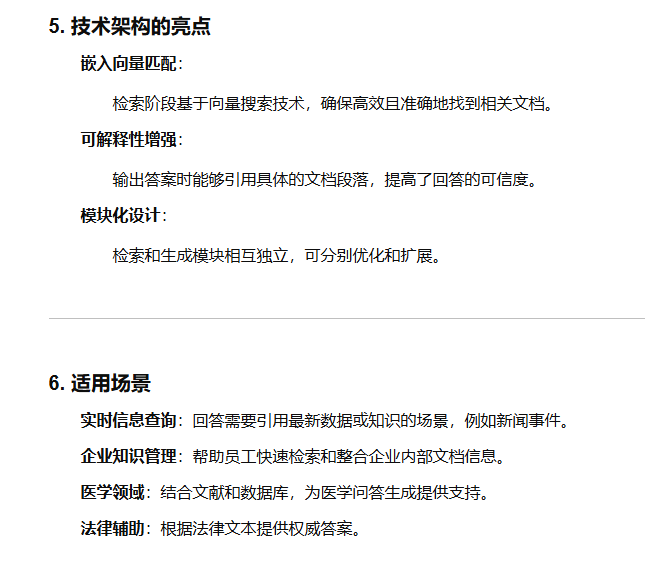 5. 技术架构的亮点
嵌入向量匹配：
检索阶段基于向量搜索技术，确保高效且准确地找到相关文档。
可解释性增强：
输出答案时能够引用具体的文档段落，提高了回答的可信度。
模块化设计：
检索和生成模块相互独立，可分别优化和扩展。
6. 适用场景
实时信息查询：回答需要引用最新数据或知识的场景，例如新闻事件。
企业知识管理：帮助员工快速检索和整合企业内部文档信息。
医学领域：结合文献和数据库，为医学问答生成提供支持。
法律辅助：根据法律文本提供权威答案。